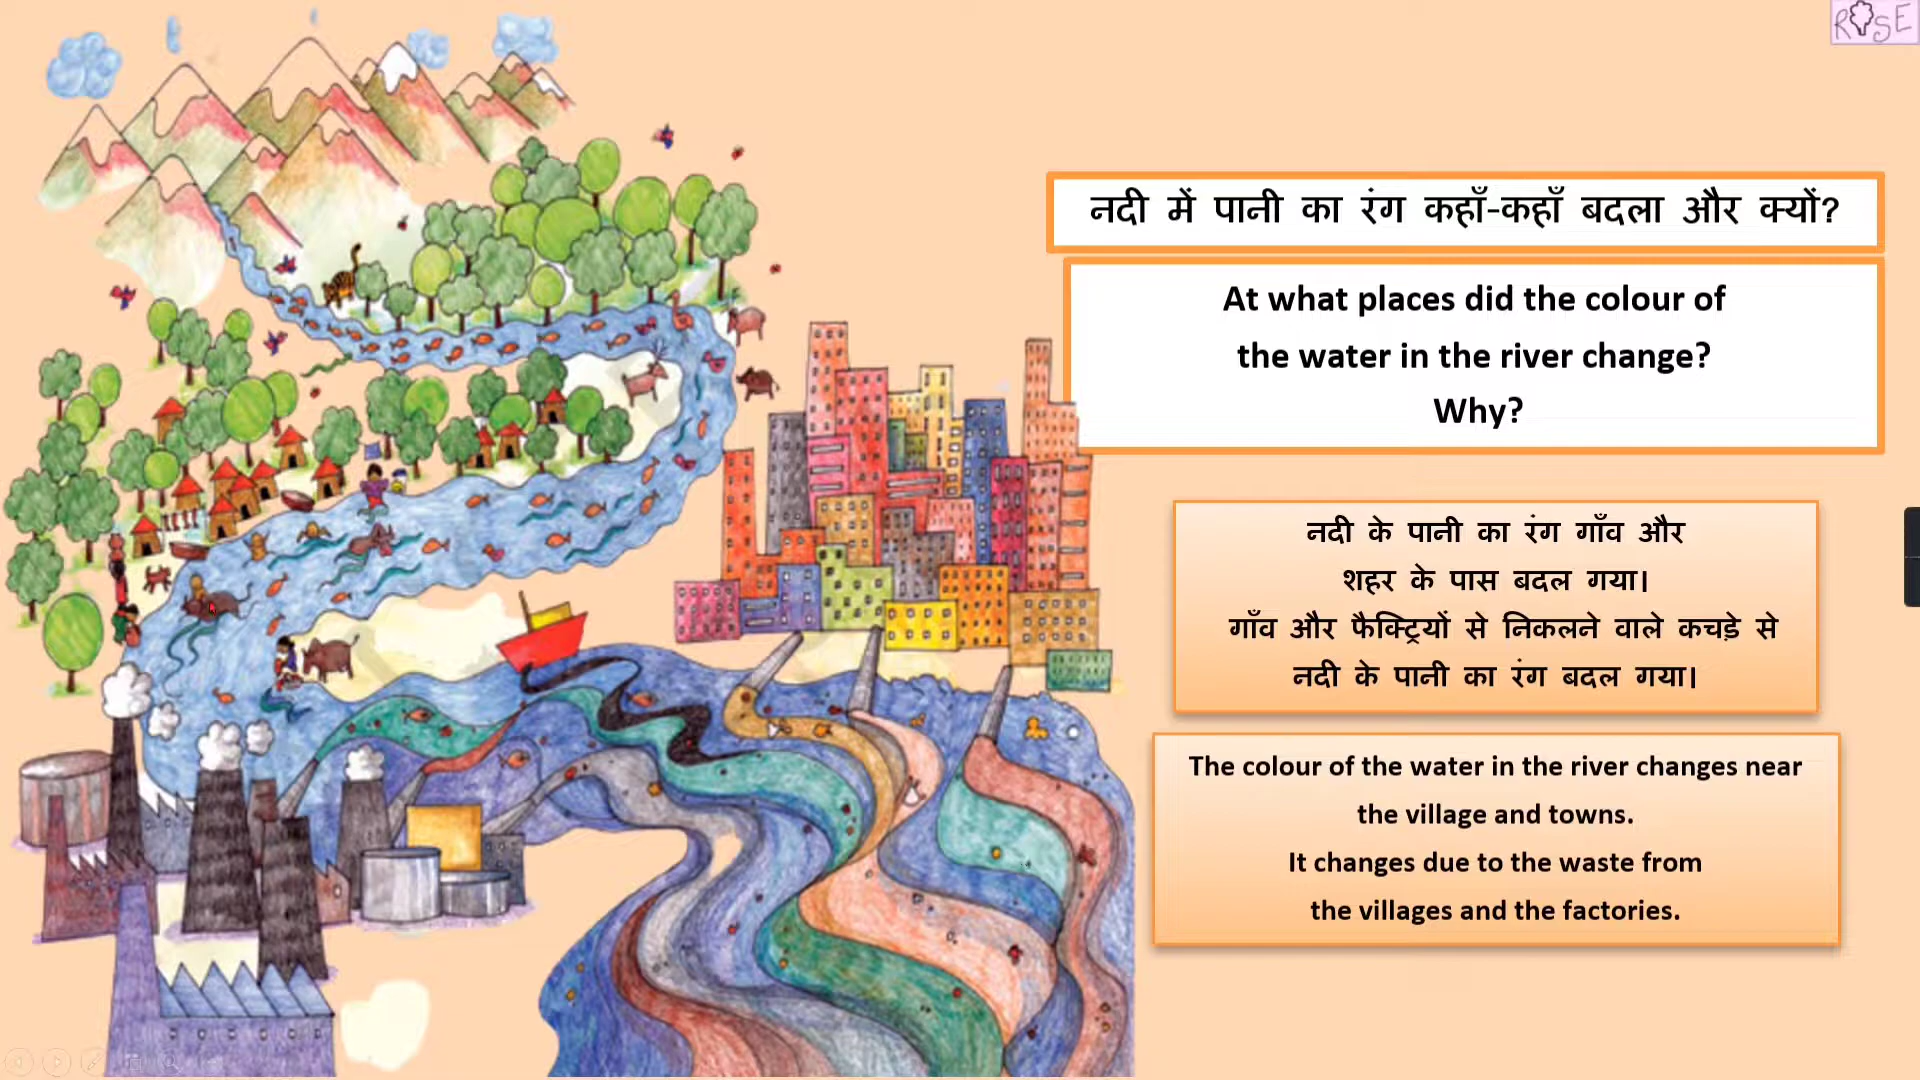 RISE
नदी में पानी का रंग कहाँ-कहाँ बदला और क्यों?
At what places did the colour of
the water in the river change?
Why?
नदी के पानी का रंग गाँव और
शहर के पास बदल गया।
गाँव और फैक्ट्रियों से निकलने वाले कचड़े से
नदी के पानी का रंग बदल गया।
The colour of the water in the river changes near
the village and towns.
It changes due to the waste from
the villages and the factories.